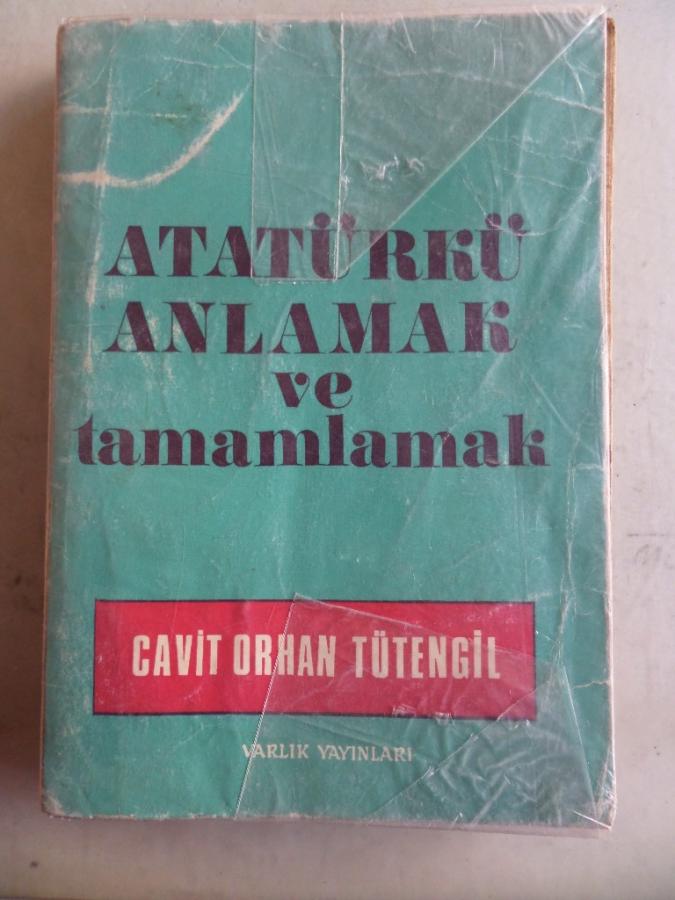 ATATÜRKÜ
ANLAMAK
ve
tamamlamak
CAVİT ORHAN TÜTENGİL
VARLIK YAYINLARI